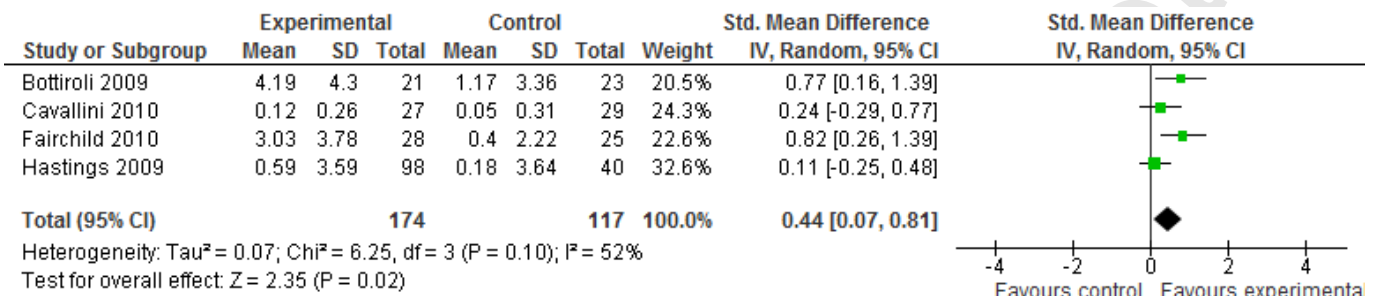 Experimental Control Std. Mean Difference Std. Mean Difference
Study or Subgroup Mean SD Total Mean SD Total Weight IV, Random, 95% CI IV, Random, 95% CI
Bottiroli 2009 4.19 4.3 21 1.17 3.36 23 20.5% 0.77 [0.16, 1.39]
Cavallini 2010 0.12 0.26 27 0.05 0.31 29 24.3% 0.24 [-0.29, 0.77]
Fairchild 2010 3.03 3.78 28 0.4 2.22 25 22.6% 0.82 [0.26, 1.39]
Hastings 2009 0.59 3.59 98 0.18 3.64 40 32.6% 0.11 [-0.25, 0.48]
Total (95% CI) 174 117 100.0% 0.44 [0.07, 0.81]
Heterogeneity: Tau² = 0.07; Chi² = 6.25, df = 3 (P = 0.10); I² = 52%
Test for overall effect: Z = 2.35 (P = 0.02)
-4 -2 0 2 4
Favours control Favours experimental